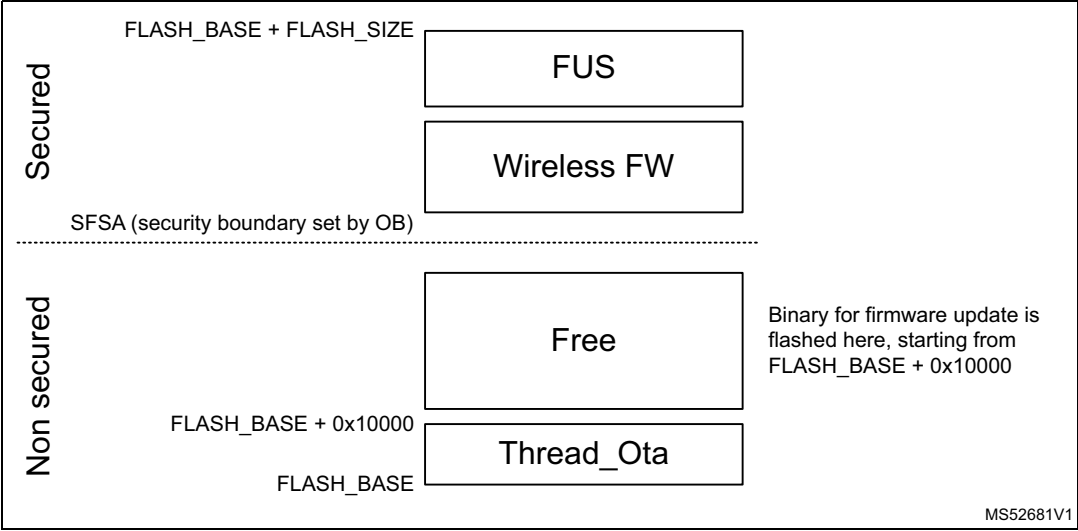 FLASH_BASE + FLASH_SIZE
FUS
Secured
Wireless FW
SFSA (security boundary set by OB)
Non secured
Free
Binary for firmware update is
flashed here, starting from
FLASH_BASE + 0x10000
FLASH_BASE + 0x10000
Thread_Ota
FLASH_BASE
MS52681V1